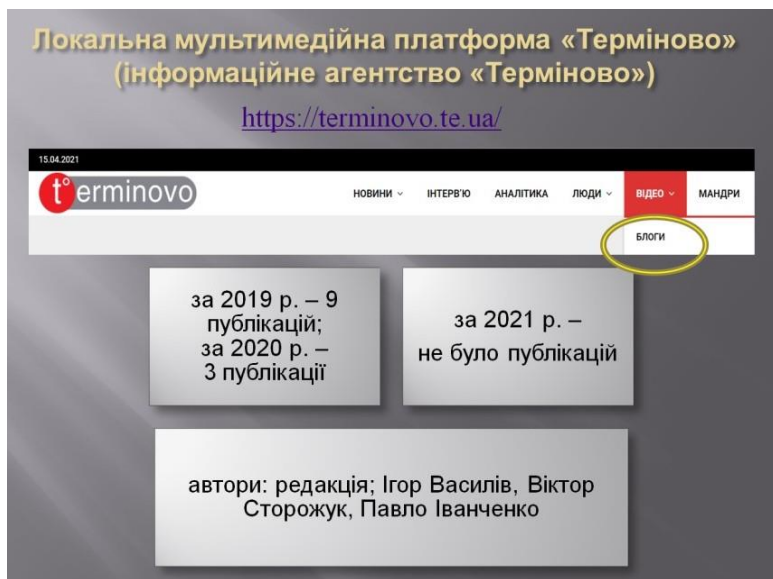 Локальна мультимедійна платформа «Терміново»
(інформаційне агентство «Терміново»)
https://terminovo.te.ua/
15.04.2021
t°erminovo
НОВИНИ ІНТЕРВ'Ю АНАЛІТИКА ЛЮДИ ВІДЕО МАНДРИ
БЛОГИ
за 2019 р. – 9
публікацій;
за 2020 р. –
3 публікації
за 2021 р. –
не було публікацій
автори: редакція; Ігор Василів, Віктор
Сторожук, Павло Іванченко